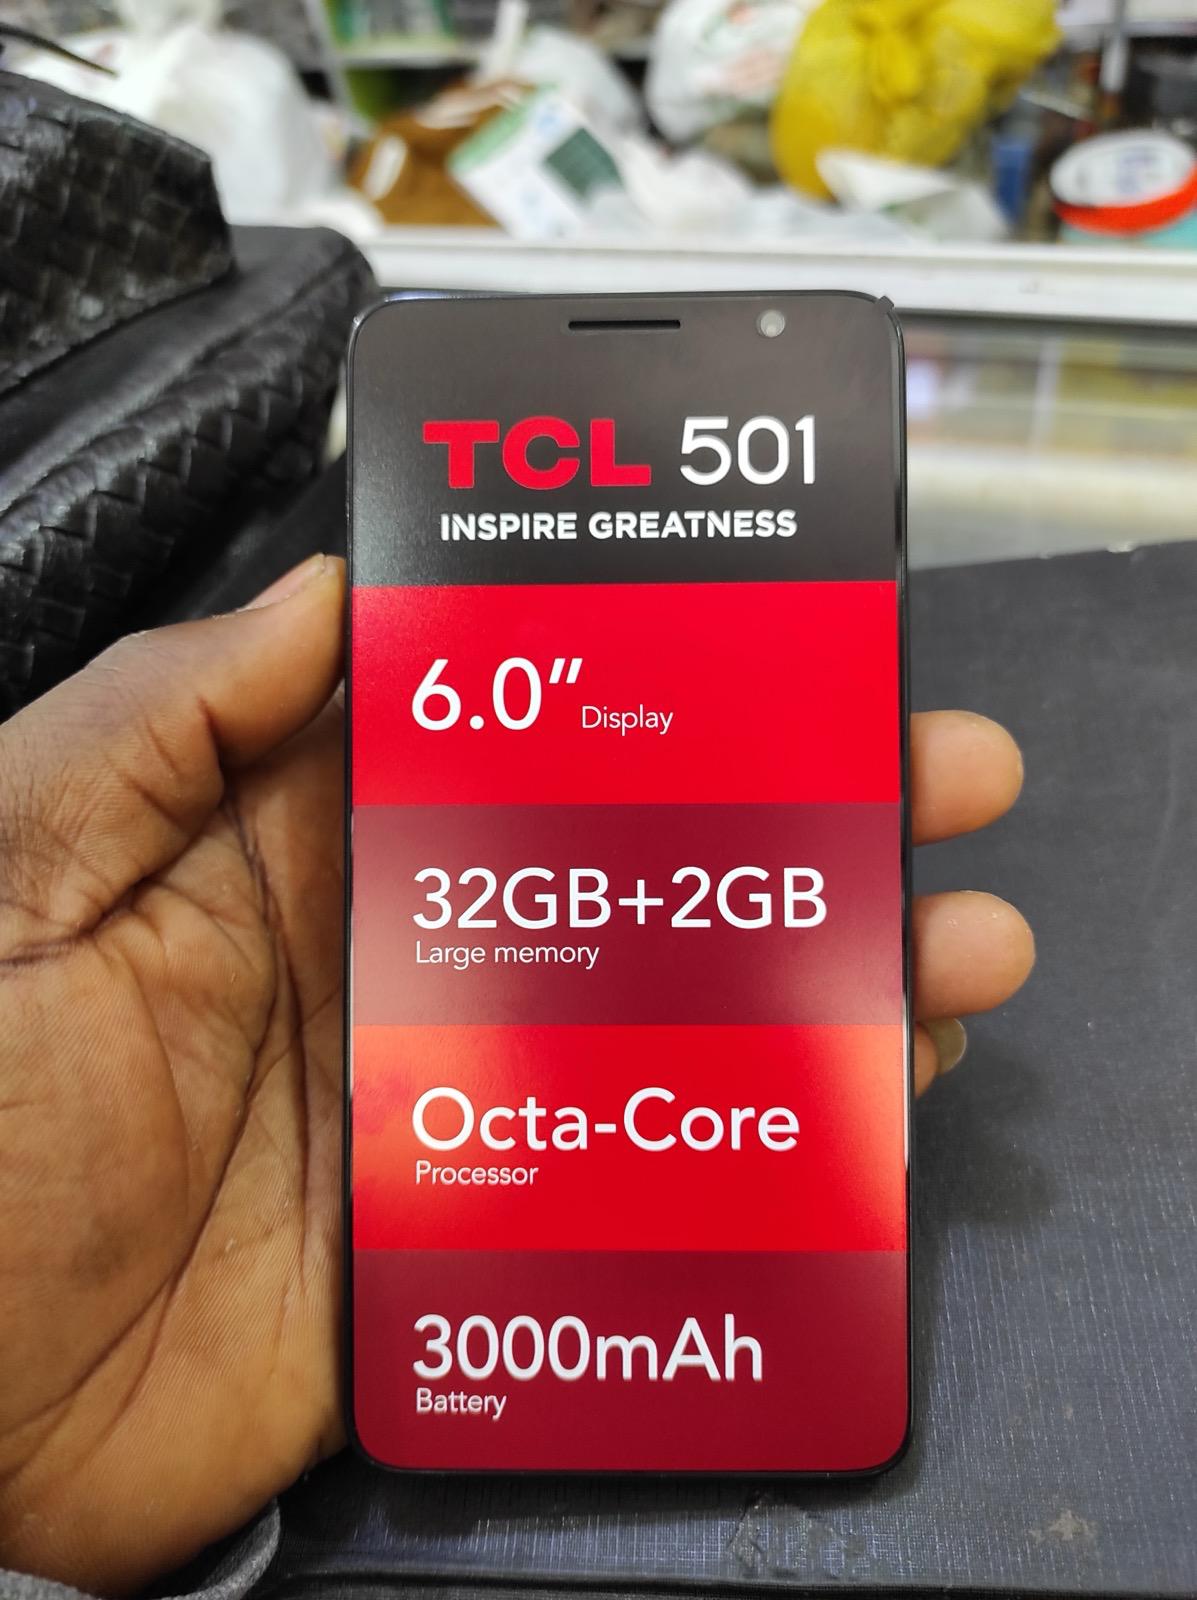 TCL 501
INSPIRE GREATNESS
6.0” Display
32GB+2GB
Large memory
Octa-Core
Processor
3000mAh
Battery